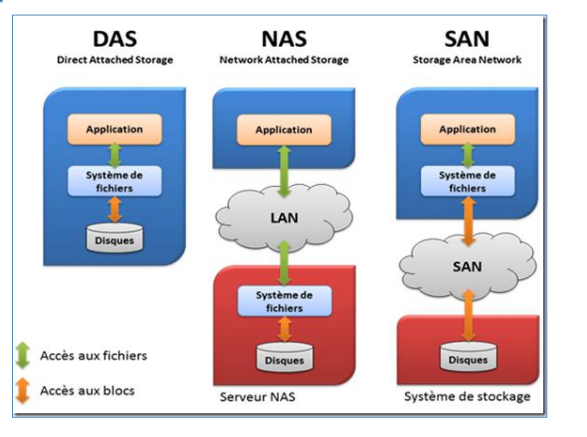 DAS
Direct Attached Storage
Application
Système de
fichiers
Disques
NAS
Network Attached Storage
Application
LAN
Système de
fichiers
Disques
Serveur NAS
SAN
Storage Area Network
Application
Système de
fichiers
SAN
Disques
Système de stockage
Accès aux fichiers
Accès aux blocs